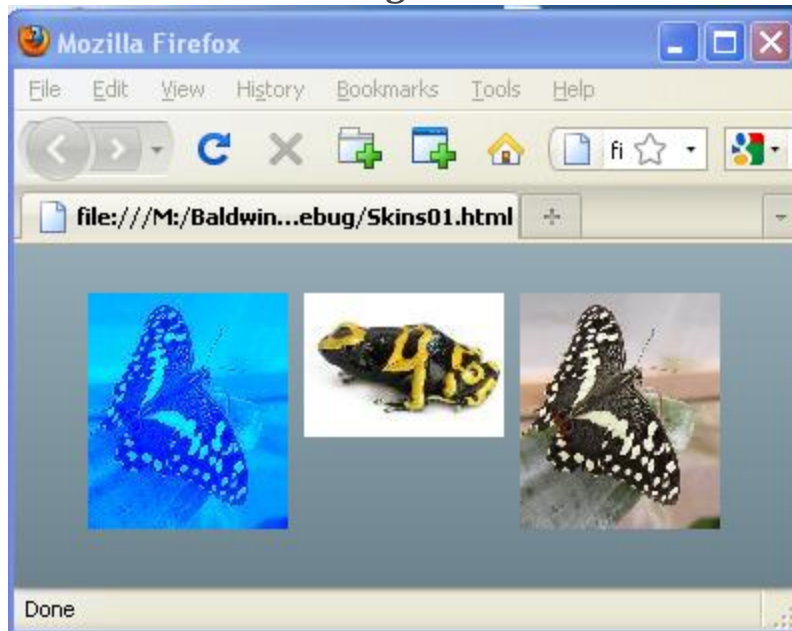 Mozilla Firefox
File Edit View History Bookmarks Tools Help
fi
file:///M:/Baldwin...ebug/Skins01.html
Done